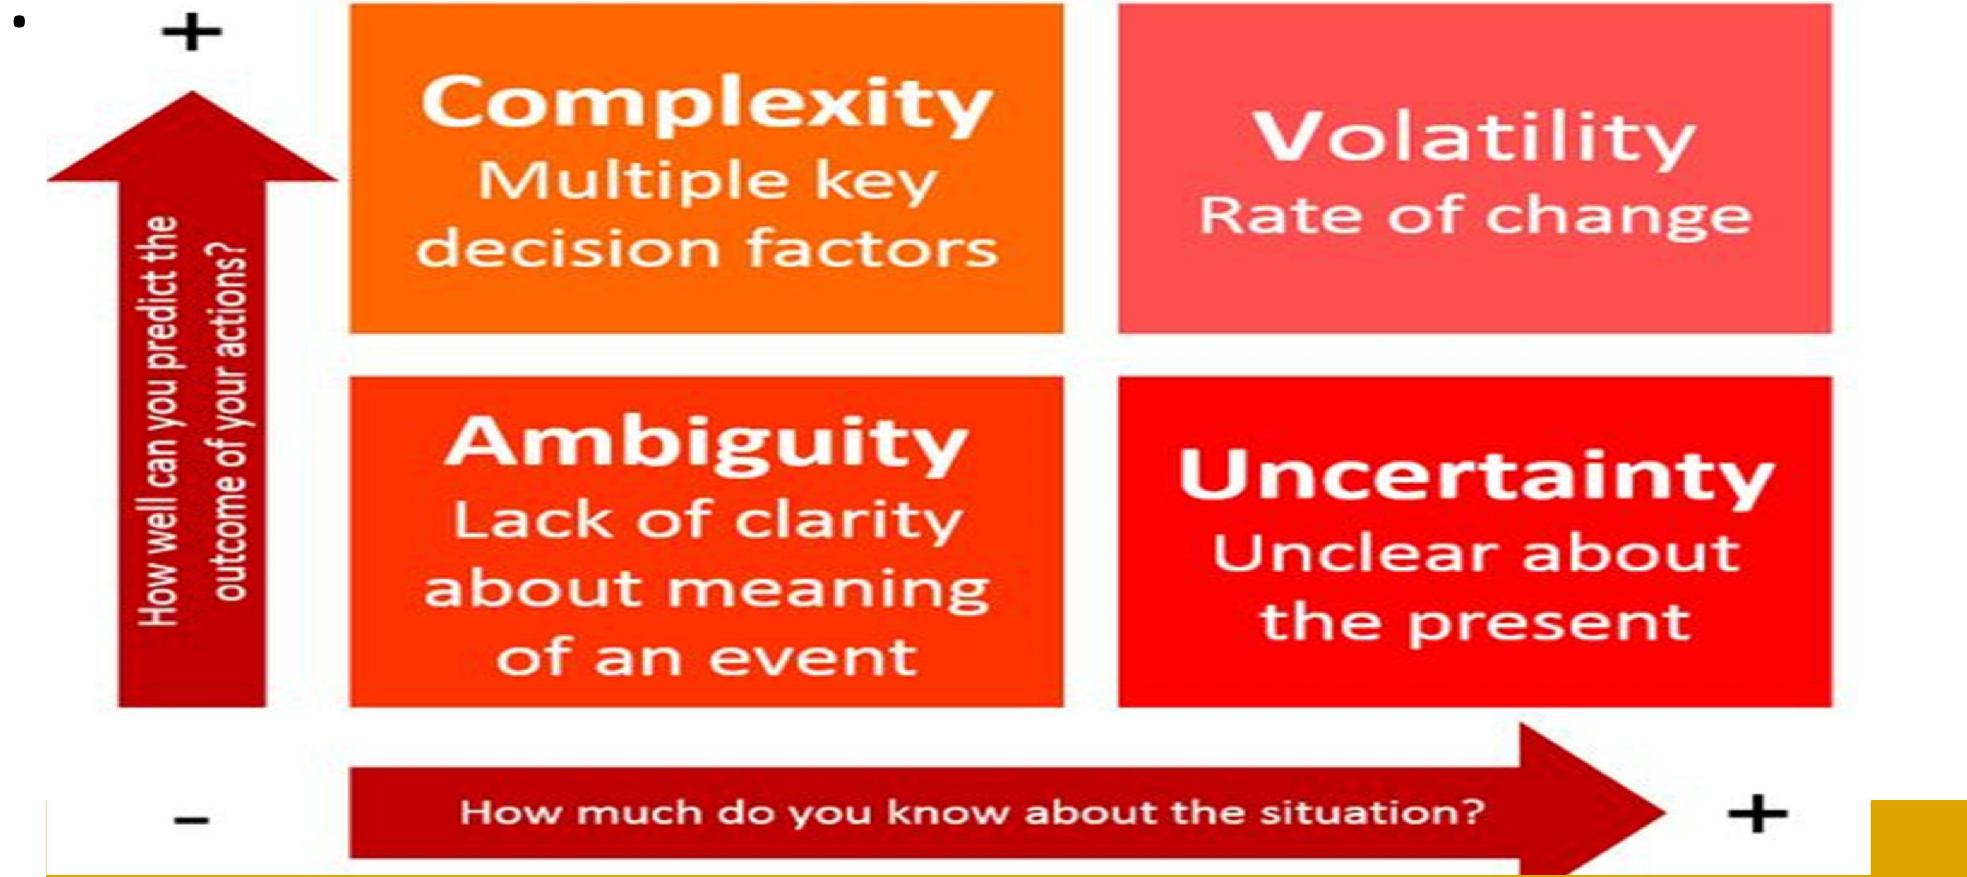 •
+
How well can you predict the
outcome of your actions?
Complexity
Multiple key
decision factors
Volatility
Rate of change
Ambiguity
Lack of clarity
about meaning
of an event
Uncertainty
Unclear about
the present
-
How much do you know about the situation?
+